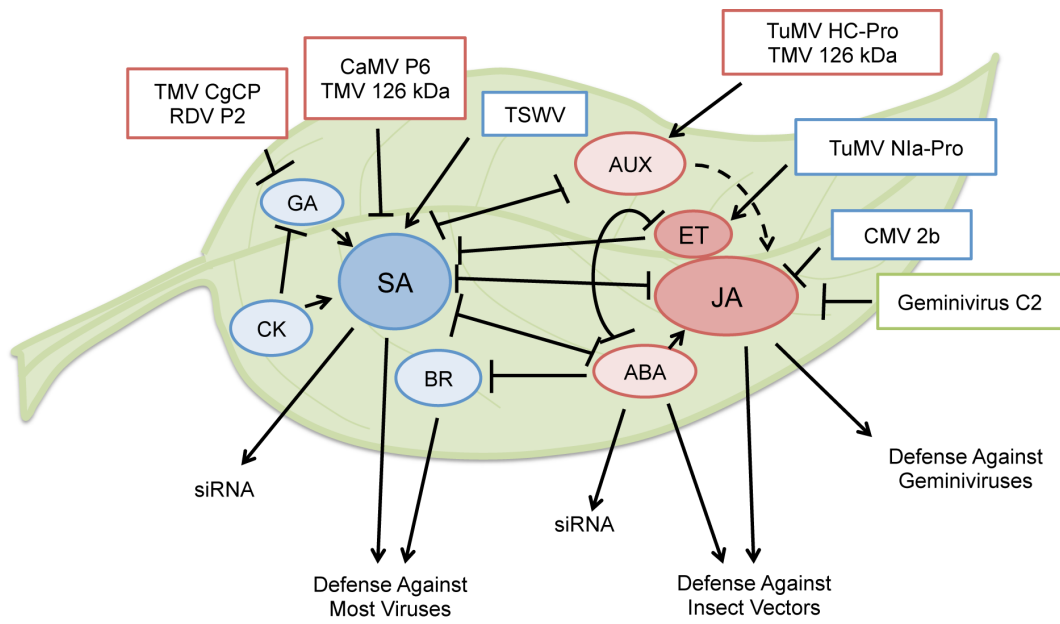 TuMV HC-Pro
TMV 126 kDa
CaMV P6
TMV 126 kDa
TMV CgCP
RDV P2
TSWV
TuMV NIa-Pro
AUX
GA
ET
CMV 2b
SA
JA
Geminivirus C2
CK
BR
ABA
Defense Against
Geminiviruses
siRNA
siRNA
Defense Against
Most Viruses
Defense Against
Insect Vectors